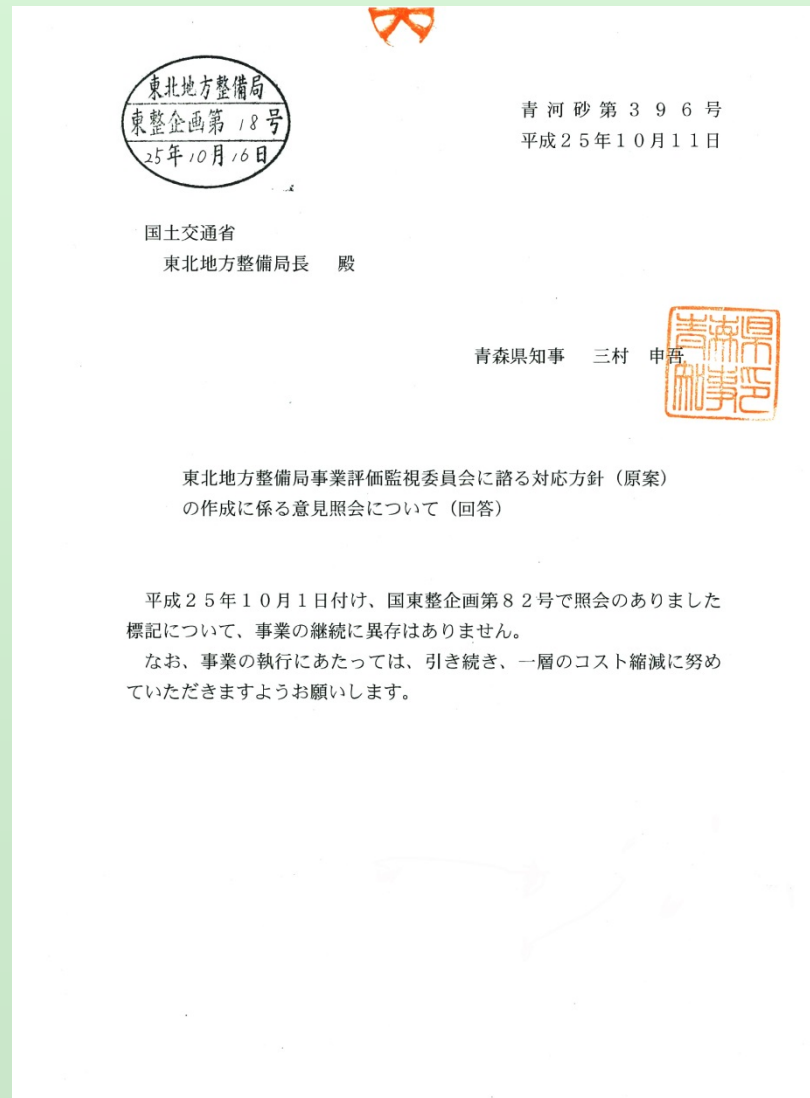 東北地方整備局
東整企画第 18 号
25年10月16日
青河砂第３９６号
平成２５年１０月１１日
国土交通省
東北地方整備局長　殿
青森県知事　三村　申吾
青森県知事印
東北地方整備局事業評価監視委員会に諮る対応方針（原案）
の作成に係る意見照会について（回答）
平成２５年１０月１日付け、国東整企画第８２号で照会のありました
標記について、事業の継続に異存はありません。
なお、事業の執行にあたっては、引き続き、一層のコスト縮減に努め
ていただきますようお願いします。